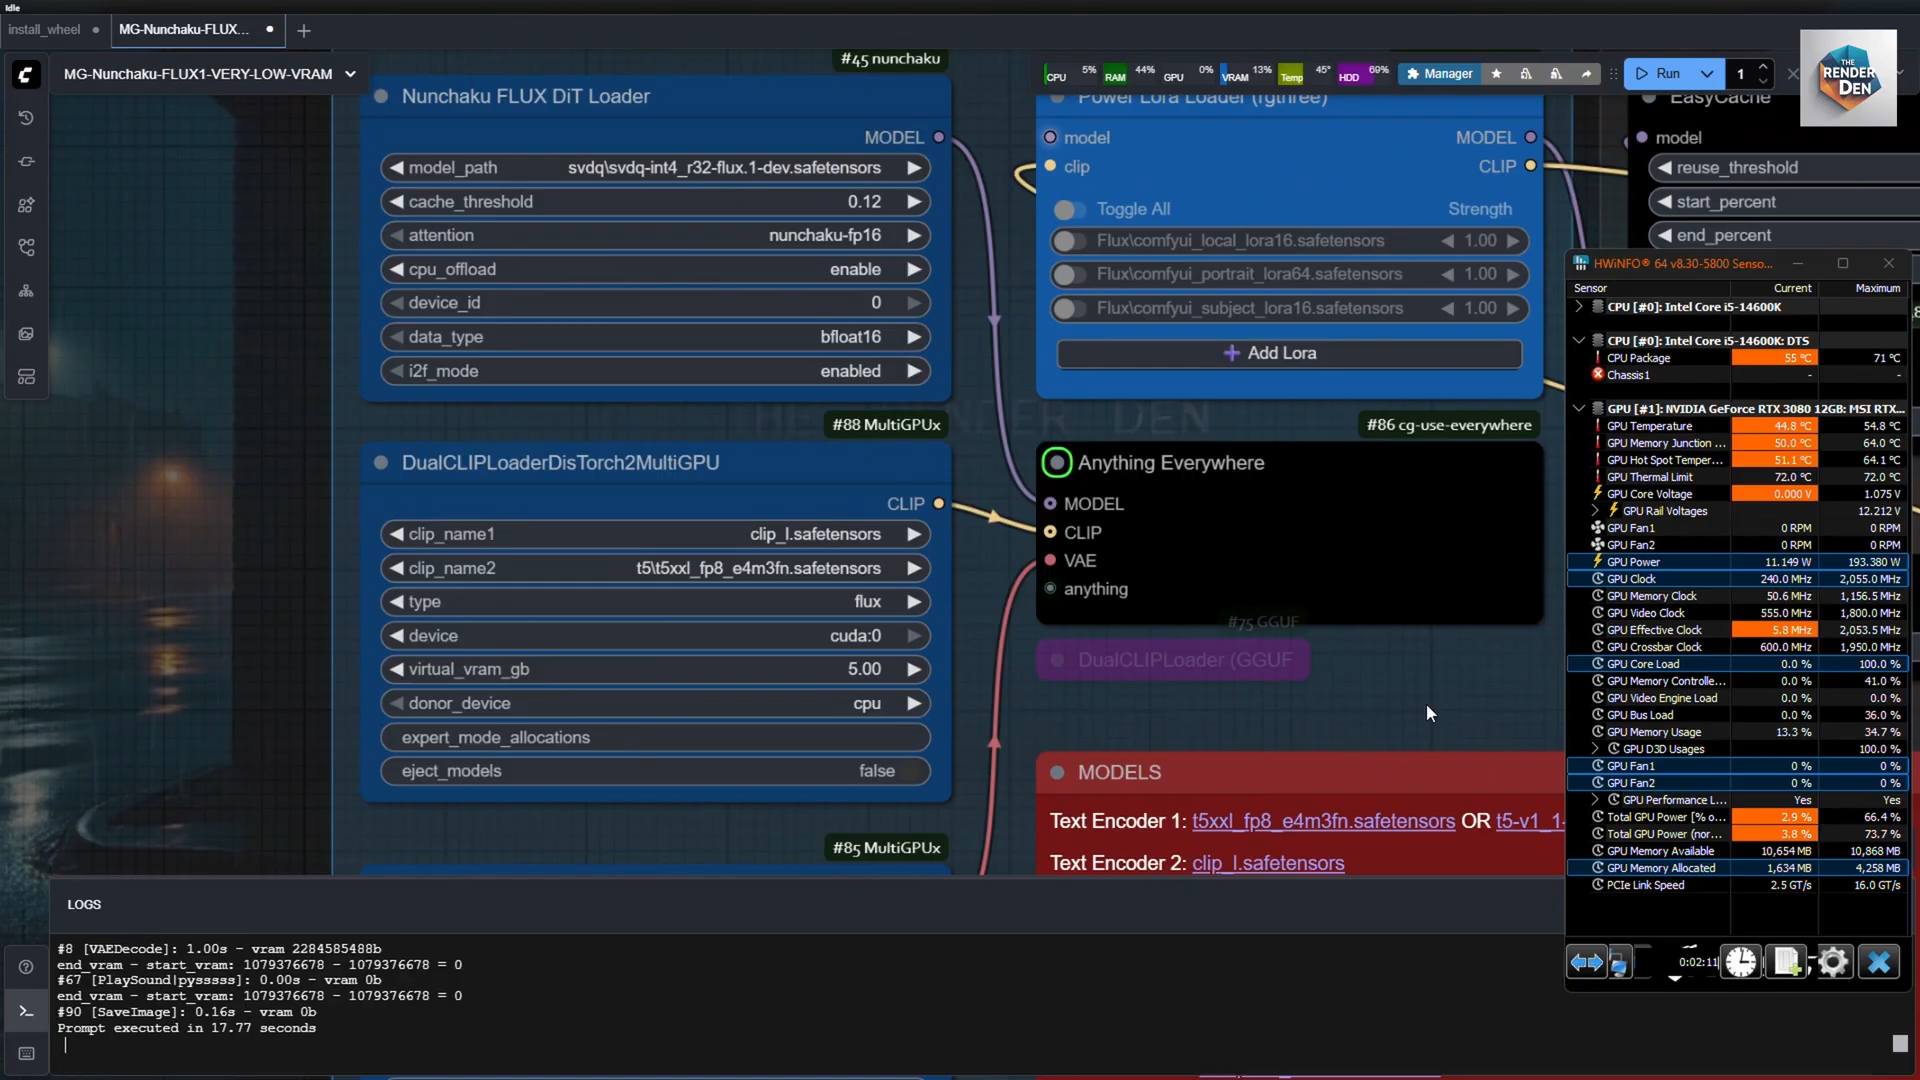 Idle
install_wheel
MG-Nunchaku-FLUX...
MG-Nunchaku-FLUX1-VERY-LOW-VRAM
#45 nunchaku
Nunchaku FLUX DiT Loader
MODEL
model_path svdq\svdq-int4_r32-flux.1-dev.safetensors
cache_threshold 0.12
attention nunchaku-fp16
cpu_offload enable
device_id 0
data_type bfloat16
i2f_mode enabled
#88 MultiGPUx
DualCLIPLoaderDisTorch2MultiGPU
CLIP
clip_name1 clip_l.safetensors
clip_name2 t5\t5xxl_fp8_e4m3fn.safetensors
type flux
device cuda:0
virtual_vram_gb 5.00
donor_device cpu
expert_mode_allocations
eject_models false
#85 MultiGPUx
CPU 5% RAM 44% GPU 0% VRAM 13% Temp 45° HDD 69%
Manager
Run 1
THE RENDER DEN
Power Lora Loader (rgthree)
model MODEL
clip CLIP
Toggle All Strength
Flux\comfyui_local_lora16.safetensors 1.00
Flux\comfyui_portrait_lora64.safetensors 1.00
Flux\comfyui_subject_lora16.safetensors 1.00
+ Add Lora
THE RENDER DEN
#86 cg-use-everywhere
Anything Everywhere
MODEL
CLIP
VAE
anything
#75 GGUF
DualCLIPLoader (GGUF
MODELS
Text Encoder 1: t5xxl_fp8_e4m3fn.safetensors OR t5-v1_1-
Text Encoder 2: clip_l.safetensors
EasyCache
model
reuse_threshold
start_percent
end_percent
HWiNFO® 64 v8.30-5800 Senso...
Sensor Current Maximum
CPU [#0]: Intel Core i5-14600K
CPU [#0]: Intel Core i5-14600K: DTS
CPU Package 55 °C 71 °C
Chassis1 - -
GPU [#1]: NVIDIA GeForce RTX 3080 12GB: MSI RTX...
GPU Temperature 44.8 °C 54.8 °C
GPU Memory Junction ... 50.0 °C 64.0 °C
GPU Hot Spot Temper... 51.1 °C 64.1 °C
GPU Thermal Limit 72.0 °C 72.0 °C
GPU Core Voltage 0.000 V 1.075 V
GPU Rail Voltages 12.212 V
GPU Fan1 0 RPM 0 RPM
GPU Fan2 0 RPM 0 RPM
GPU Power 11.149 W 193.380 W
GPU Clock 240.0 MHz 2,055.0 MHz
GPU Memory Clock 50.6 MHz 1,156.5 MHz
GPU Video Clock 555.0 MHz 1,800.0 MHz
GPU Effective Clock 5.8 MHz 2,053.5 MHz
GPU Crossbar Clock 600.0 MHz 1,950.0 MHz
GPU Core Load 0.0 % 100.0 %
GPU Memory Controlle... 0.0 % 41.0 %
GPU Video Engine Load 0.0 % 0.0 %
GPU Bus Load 0.0 % 36.0 %
GPU Memory Usage 13.3 % 34.7 %
GPU D3D Usages 100.0 %
GPU Fan1 0 % 0 %
GPU Fan2 0 % 0 %
GPU Performance L... Yes Yes
Total GPU Power [% o... 2.9 % 66.4 %
Total GPU Power (nor... 3.8 % 73.7 %
GPU Memory Available 10,654 MB 10,868 MB
GPU Memory Allocated 1,634 MB 4,258 MB
PCIe Link Speed 2.5 GT/s 16.0 GT/s
0:02:11
LOGS
#8 [VAEDecode]: 1.00s - vram 2284585488b
end_vram - start_vram: 1079376678 - 1079376678 = 0
#67 [PlaySound|pysssss]: 0.00s - vram 0b
end_vram - start_vram: 1079376678 - 1079376678 = 0
#90 [SaveImage]: 0.16s - vram 0b
Prompt executed in 17.77 seconds